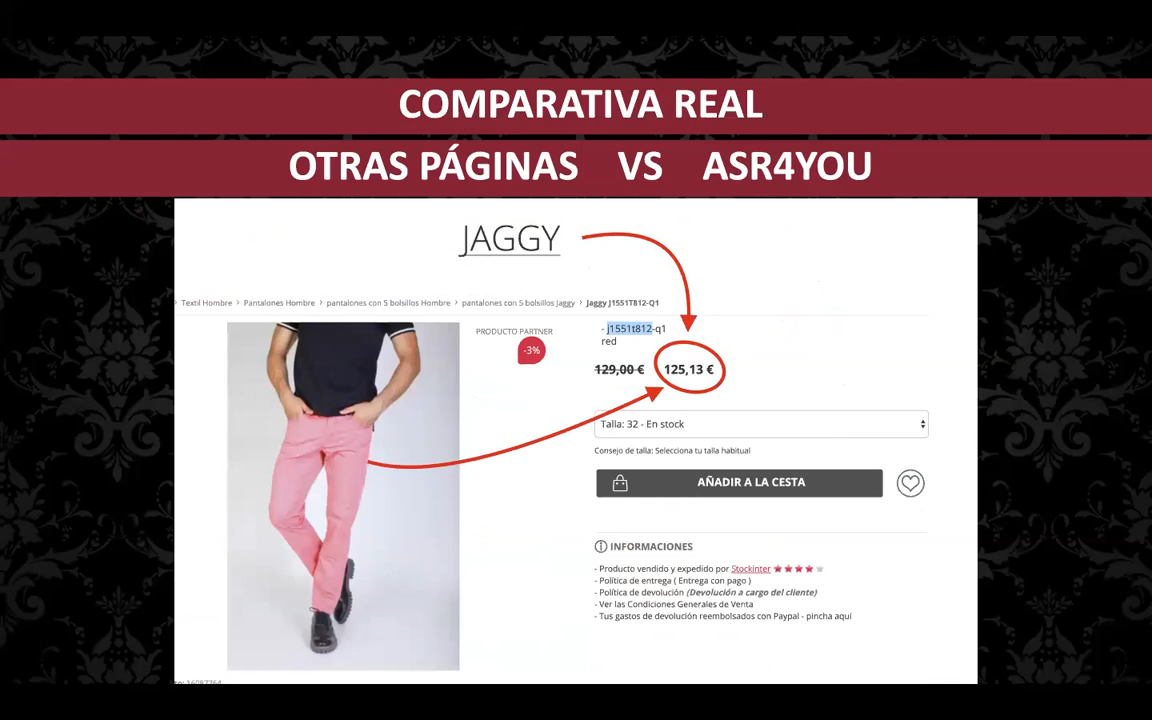 COMPARATIVA REAL
OTRAS PÁGINAS VS ASR4YOU
JAGGY
› Textil Hombre › Pantalones Hombre › pantalones con 5 bolsillos Hombre › pantalones con 5 bolsillos Jaggy › Jaggy J1551T812-Q1
PRODUCTO PARTNER
-3%
- j1551t812-q1
red
129,00 € 125,13 €
Talla: 32 - En stock
Consejo de talla: Selecciona tu talla habitual
AÑADIR A LA CESTA
INFORMACIONES
- Producto vendido y expedido por Stockinter
- Política de entrega ( Entrega con pago )
- Política de devolución (Devolución a cargo del cliente)
- Ver las Condiciones Generales de Venta
- Tus gastos de devolución reembolsados con Paypal - pincha aquí